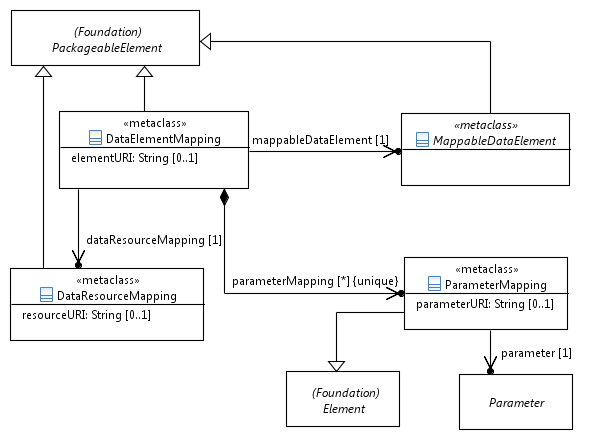 (Foundation)
PackageableElement
«metaclass»
DataElementMapping
elementURI: String [0..1]
mappableDataElement [1]
«metaclass»
MappableDataElement
dataResourceMapping [1]
«metaclass»
DataResourceMapping
resourceURI: String [0..1]
parameterMapping [*] {unique}
«metaclass»
ParameterMapping
parameterURI: String [0..1]
parameter [1]
(Foundation)
Element
Parameter